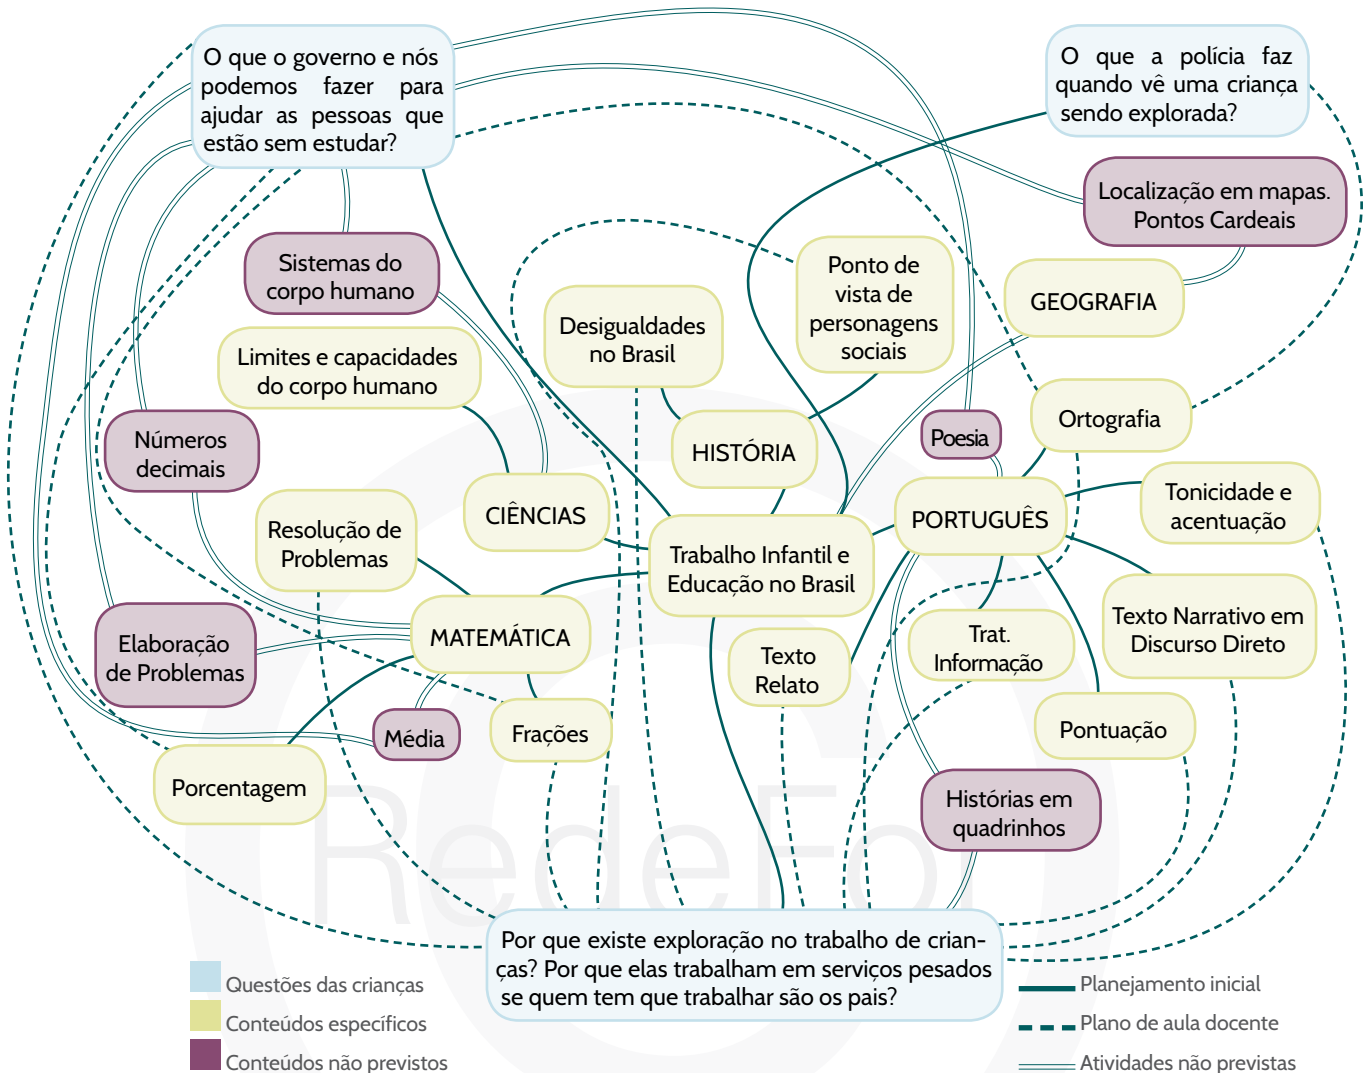 O que o governo e nós
podemos fazer para
ajudar as pessoas que
estão sem estudar?
O que a polícia faz
quando vê uma criança
sendo explorada?
Localização em mapas.
Pontos Cardeais
Sistemas do
corpo humano
Ponto de
vista de
personagens
sociais
GEOGRAFIA
Desigualdades
no Brasil
Limites e capacidades
do corpo humano
Ortografia
Números
decimais
HISTÓRIA
Poesia
Tonicidade e
acentuação
CIÊNCIAS
PORTUGUÊS
Resolução de
Problemas
Trabalho Infantil e
Educação no Brasil
Texto Narrativo em
Discurso Direto
MATEMÁTICA
Elaboração
de Problemas
Texto
Relato
Trat.
Informação
Média
Frações
Pontuação
Porcentagem
Histórias em
quadrinhos
RedeFor
Por que existe exploração no trabalho de crian-
ças? Por que elas trabalham em serviços pesados
se quem tem que trabalhar são os pais?
Questões das crianças
Conteúdos específicos
Conteúdos não previstos
Planejamento inicial
Plano de aula docente
Atividades não previstas